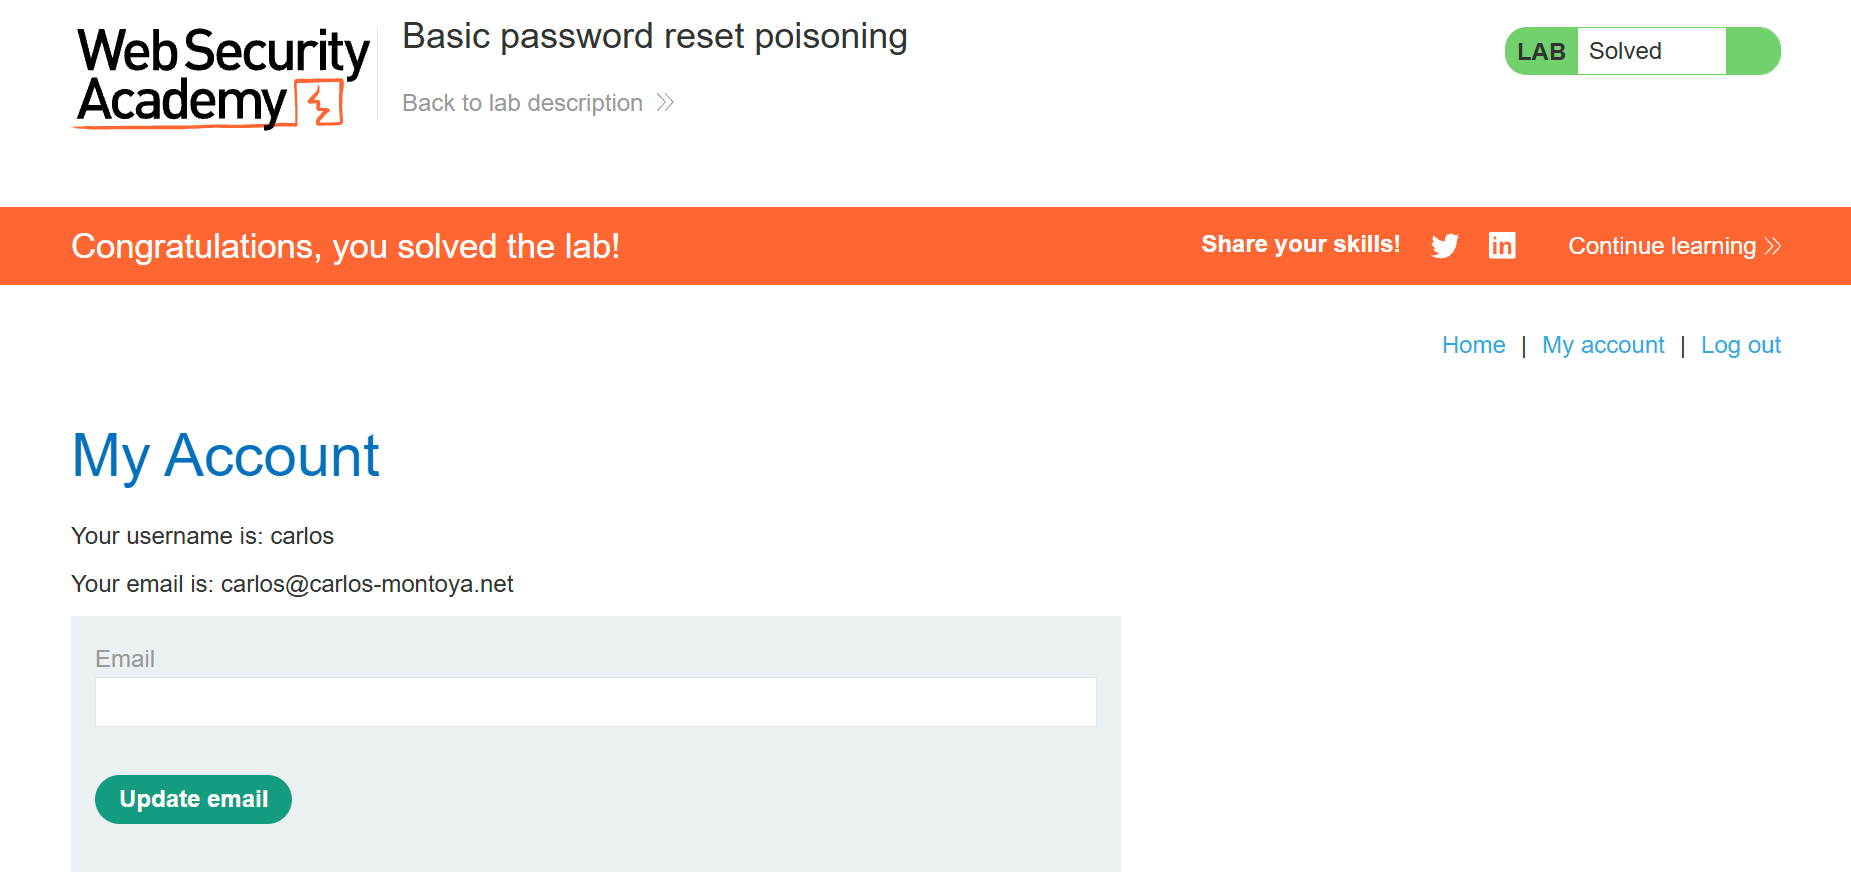 Web Security
Academy
Basic password reset poisoning
Back to lab description
LAB Solved
Congratulations, you solved the lab!
Share your skills!
in
Continue learning
Home | My account | Log out
My Account
Your username is: carlos
Your email is: carlos@carlos-montoya.net
Email
Update email